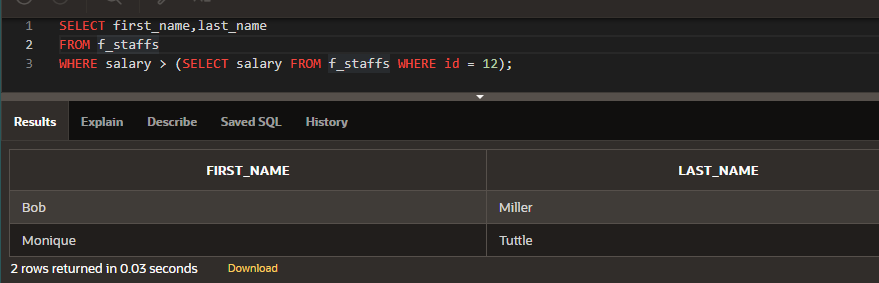 1 SELECT first_name,last_name
2 FROM f_staffs
3 WHERE salary > (SELECT salary FROM f_staffs WHERE id = 12);
Results Explain Describe Saved SQL History
FIRST_NAME LAST_NAME
Bob Miller
Monique Tuttle
2 rows returned in 0.03 seconds Download